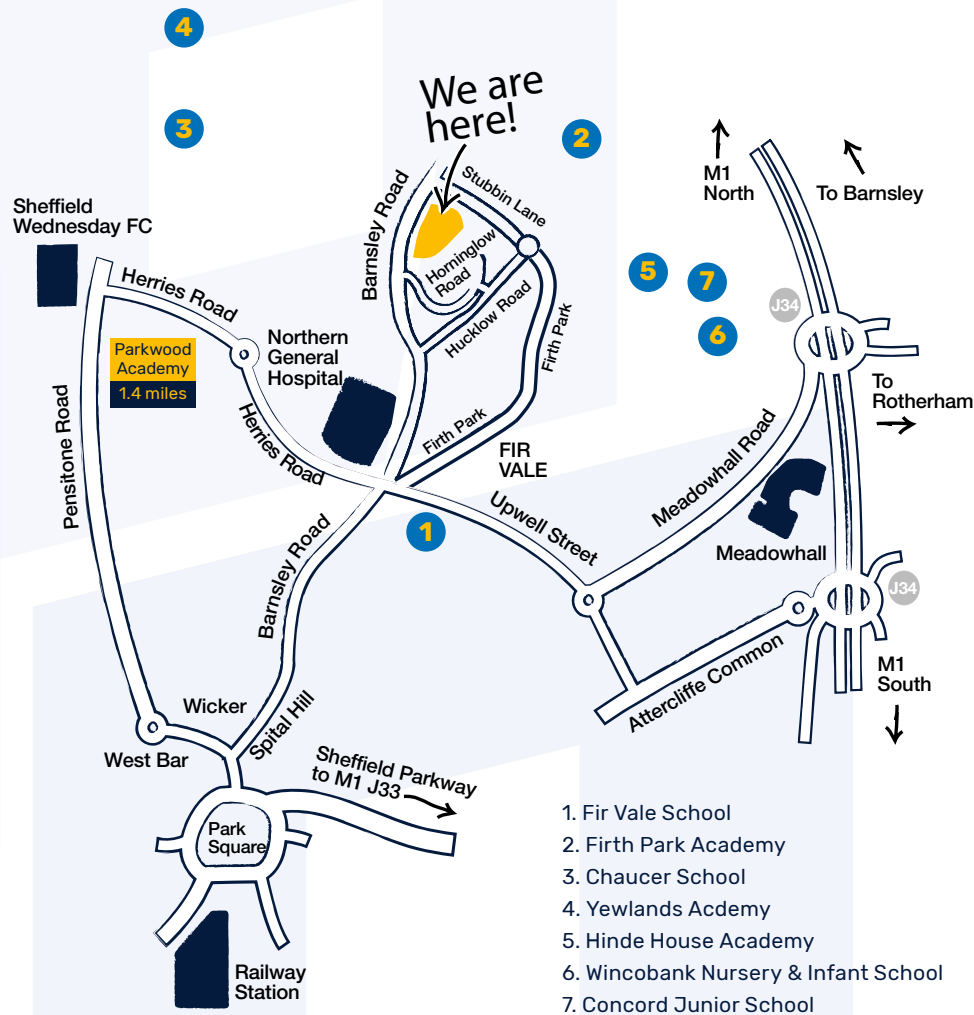 4
We are
here!
3
2
M1
North
To Barnsley
Stubbin Lane
Sheffield
Wednesday FC
Barnsley Road
Horninglow
Road
5
7
Herries Road
J34
6
Hucklow Road
Firth Park
Northern
General
Hospital
Parkwood
Academy
1.4 miles
To
Rotherham
Pensitone Road
Herries Road
Firth Park
FIR
VALE
Meadowhall Road
Upwell Street
1
Meadowhall
Barnsley Road
J34
Attercliffe Common
M1
South
Wicker
Spital Hill
West Bar
Sheffield Parkway
to M1 J33
Park
Square
Railway
Station
1. Fir Vale School
2. Firth Park Academy
3. Chaucer School
4. Yewlands Acdemy
5. Hinde House Academy
6. Wincobank Nursery & Infant School
7. Concord Junior School